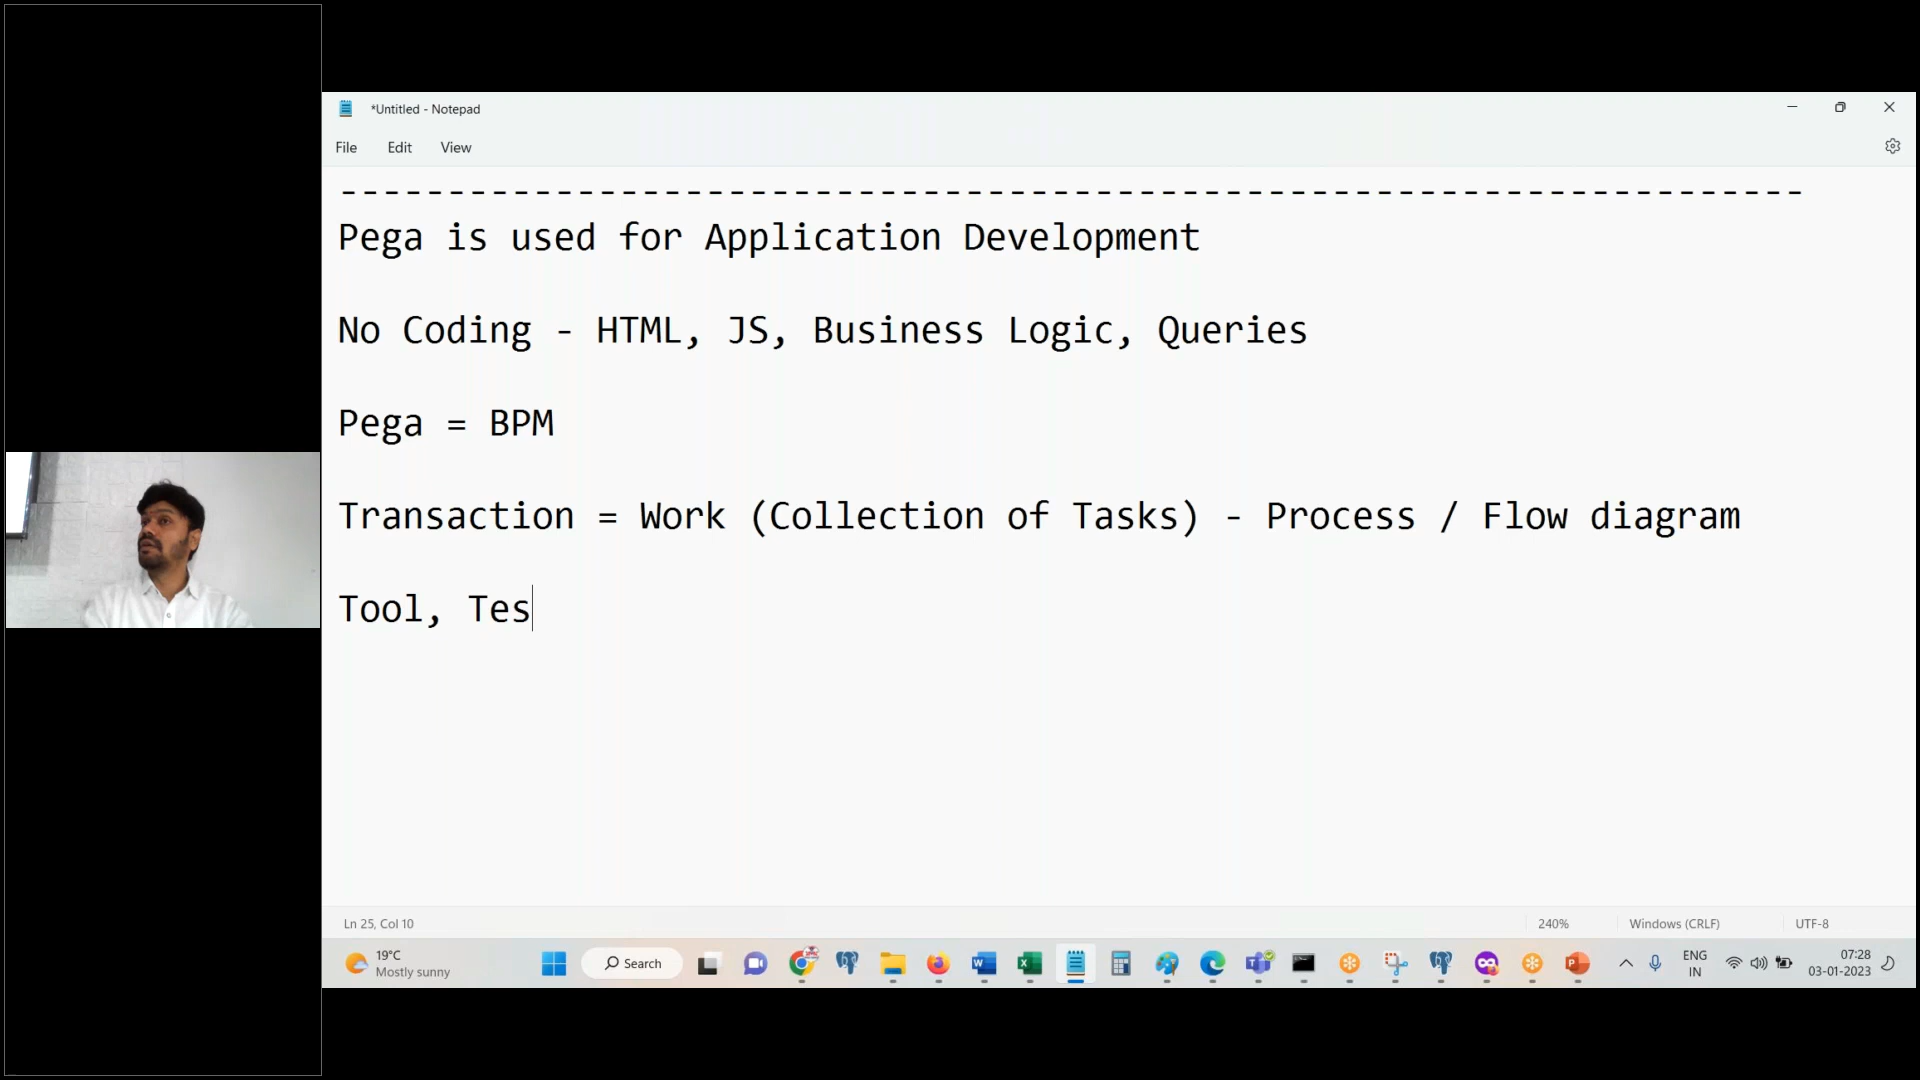 *Untitled - Notepad
File Edit View
--------------------------------------------------------------------
Pega is used for Application Development
No Coding - HTML, JS, Business Logic, Queries
Pega = BPM
Transaction = Work (Collection of Tasks) - Process / Flow diagram
Tool, Tes
Ln 25, Col 10 240% Windows (CRLF) UTF-8
19°C
Mostly sunny
Search
ENG
IN
07:28
03-01-2023